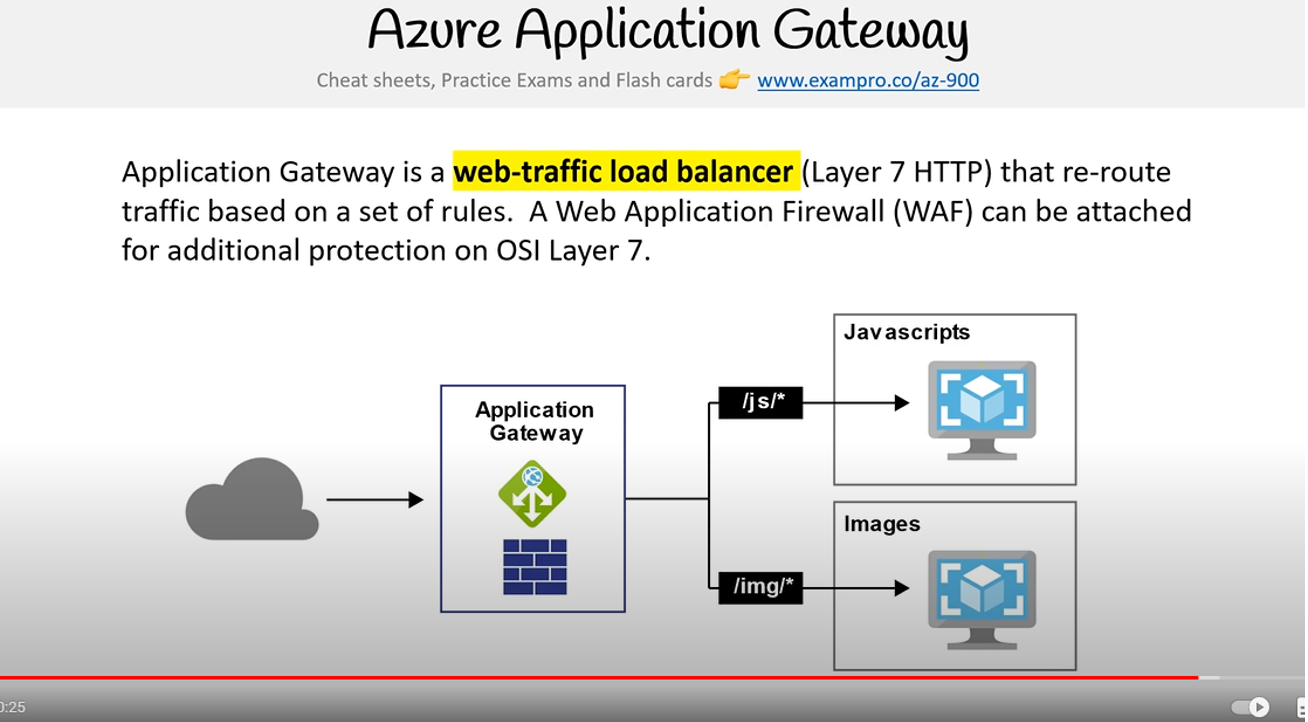 Azure Application Gateway
Cheat sheets, Practice Exams and Flash cards 👉 www.exampro.co/az-900
Application Gateway is a web-traffic load balancer (Layer 7 HTTP) that re-route
traffic based on a set of rules. A Web Application Firewall (WAF) can be attached
for additional protection on OSI Layer 7.
Application
Gateway
/js/*
Javascripts
/img/*
Images
:25